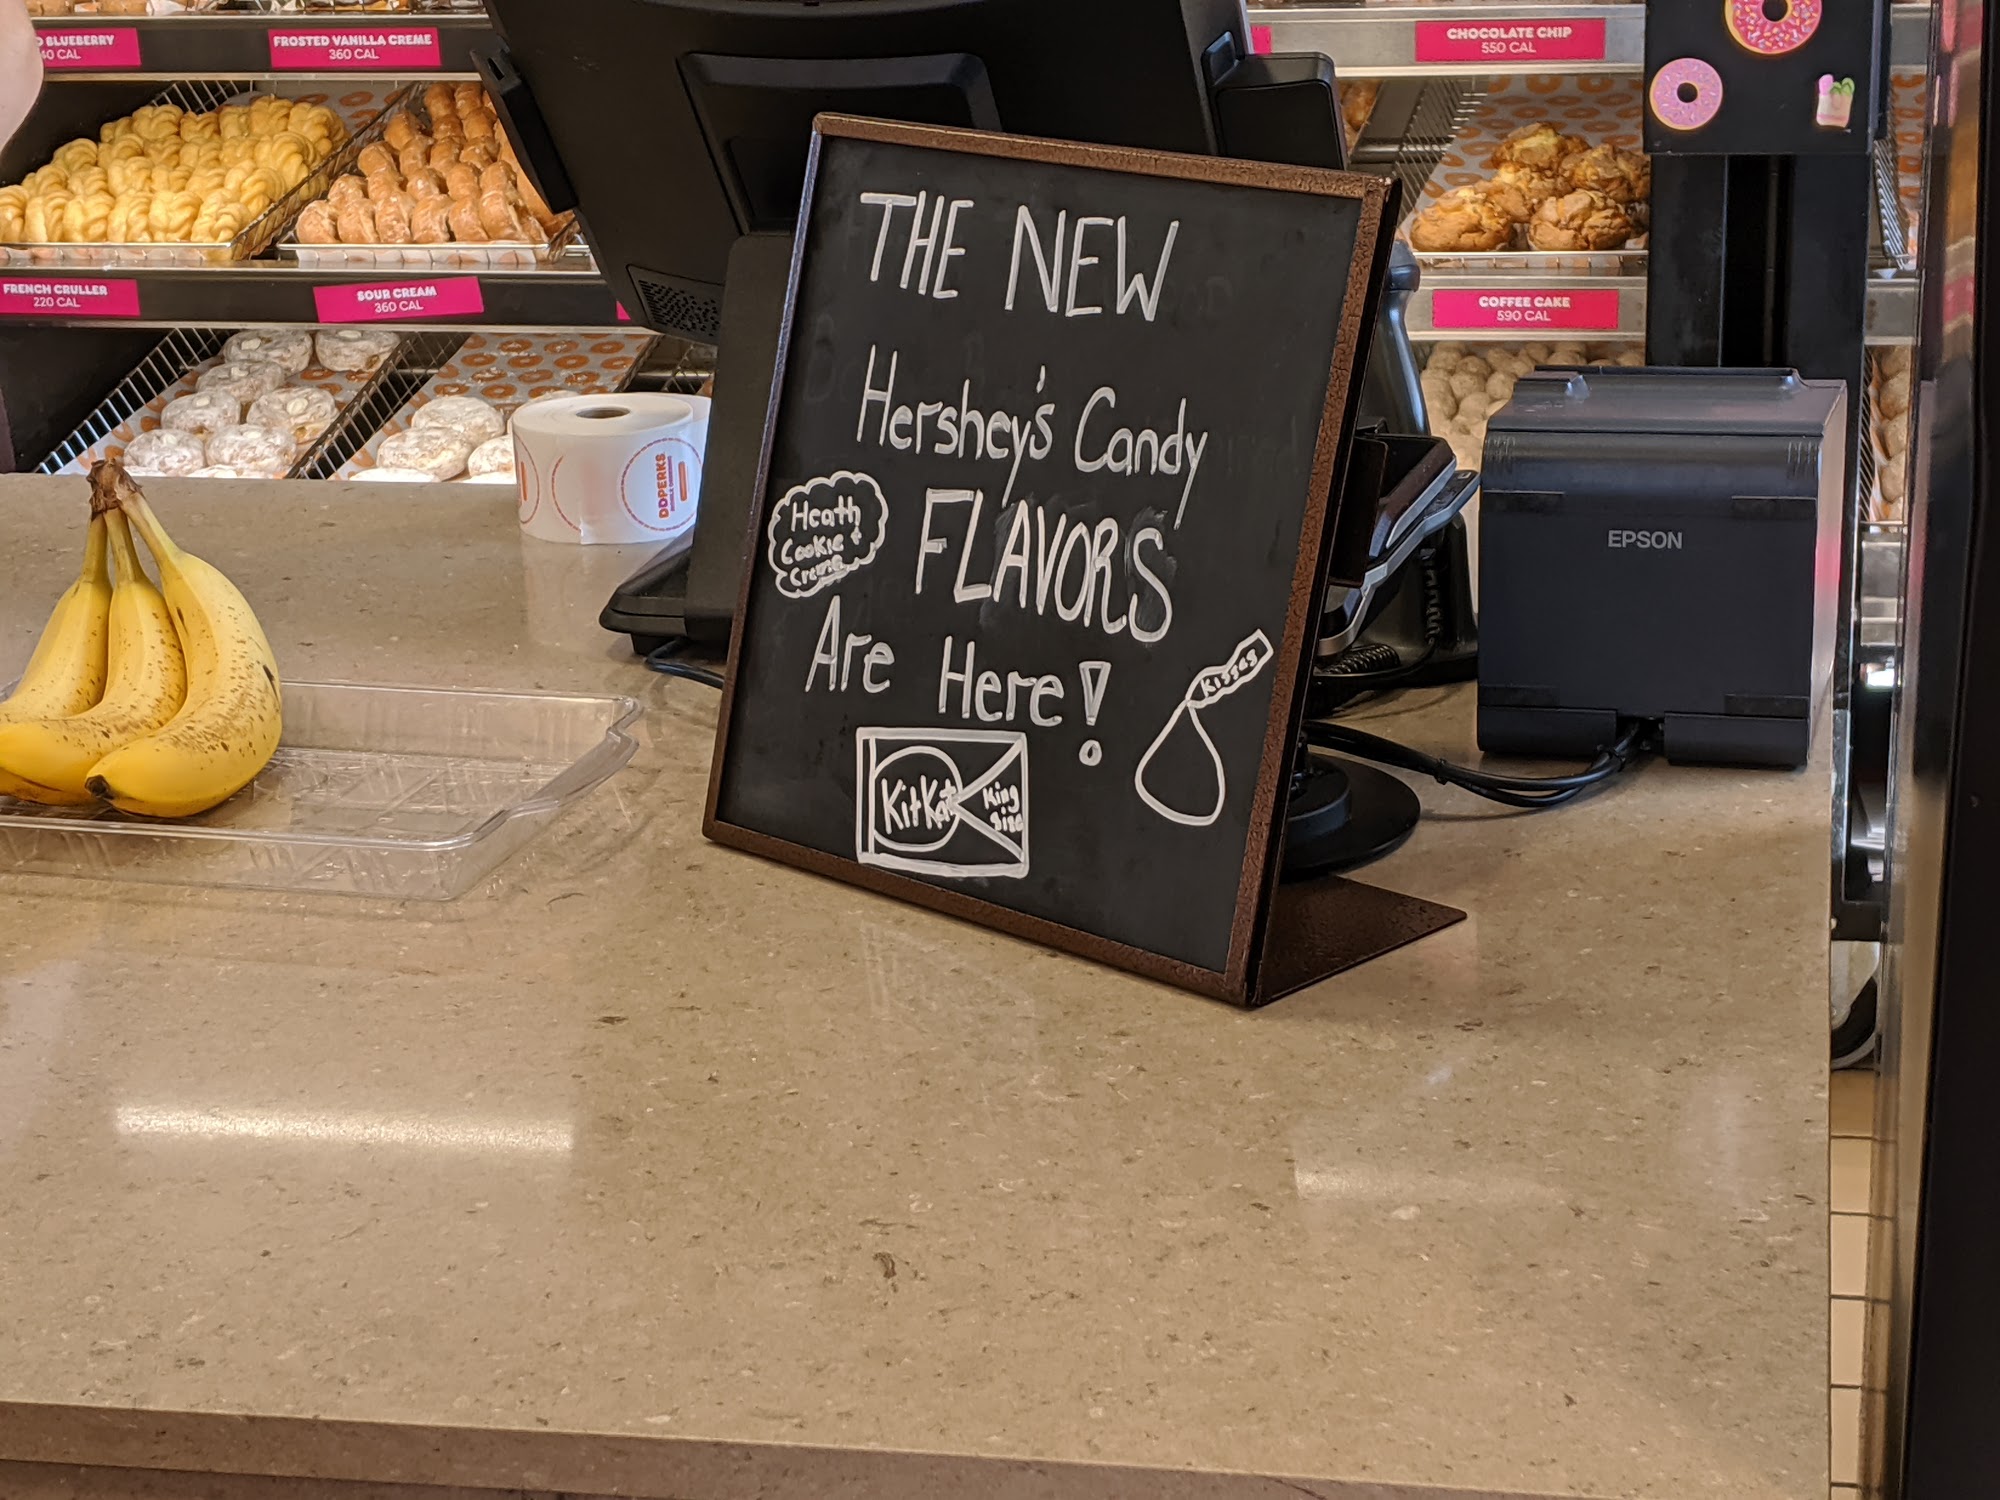 BLUEBERRY
FROSTED VANILLA CREME
360 CAL
CHOCOLATE CHIP
550 CAL
FRENCH CRULLER
220 CAL
SOUR CREAM
360 CAL
COFFEE CAKE
590 CAL
THE NEW
Hershey's Candy
FLAVORS
Are Here!
Heath
Cookie +
Creme
Kisses
KitKat
King
Size
DDPERKS
EPSON